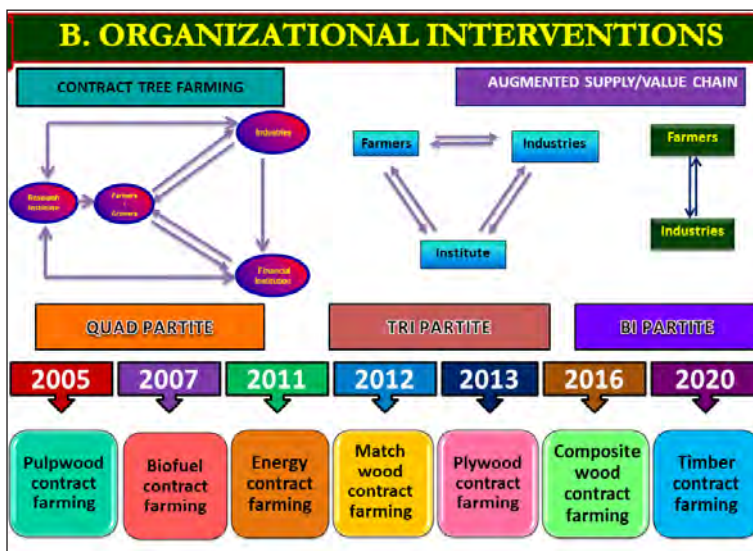 B. ORGANIZATIONAL INTERVENTIONS
CONTRACT TREE FARMING
AUGMENTED SUPPLY/VALUE CHAIN
Industries
Research
Institute
Farmers
Growers
Financial
Institution
Farmers
Industries
Institute
Farmers
Industries
QUAD PARTITE
TRI PARTITE
BI PARTITE
2005
2007
2011
2012
2013
2016
2020
Pulpwood
contract
farming
Biofuel
contract
farming
Energy
contract
farming
Match
wood
contract
farming
Plywood
contract
farming
Composite
wood
contract
farming
Timber
contract
farming